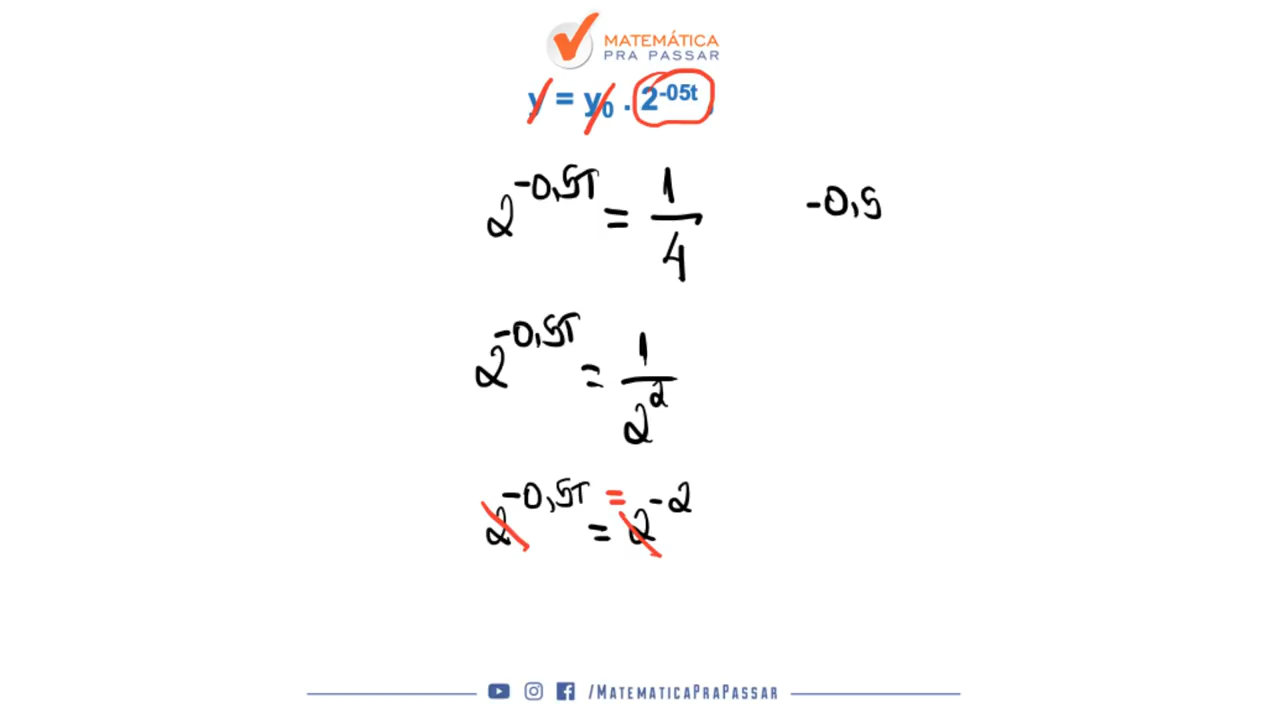 MATEMÁTICA
PRA PASSAR
y = y₀ . 2⁻⁰⁵ᵗ,
2^-0,5T = 1/4
-0,5
2^-0,5T = 1/2^2
2^-0,5T = 2^-2
=
/MATEMATICAPRAPASSAR